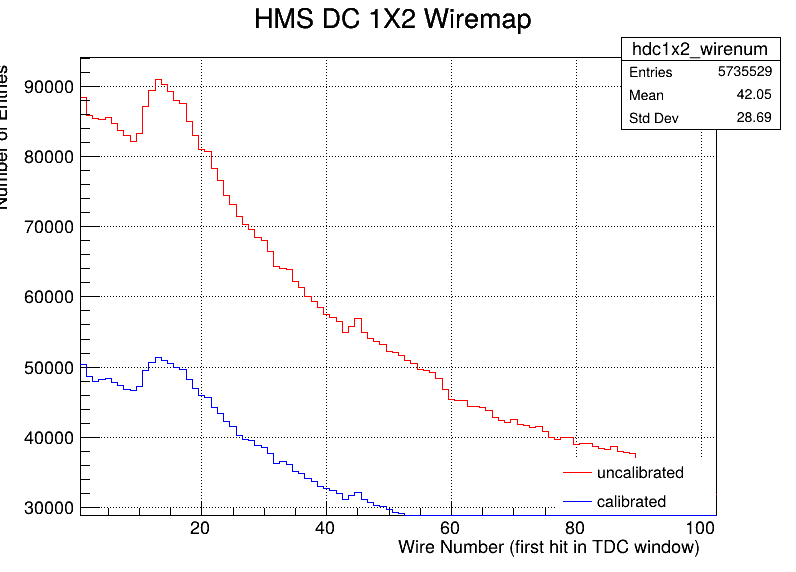 HMS DC 1X2 Wiremap
hdc1x2_wirenum
Entries 5735529
Mean 42.05
Std Dev 28.69
Number of Entries
90000
80000
70000
60000
50000
40000
30000
uncalibrated
calibrated
20 40 60 80 100
Wire Number (first hit in TDC window)